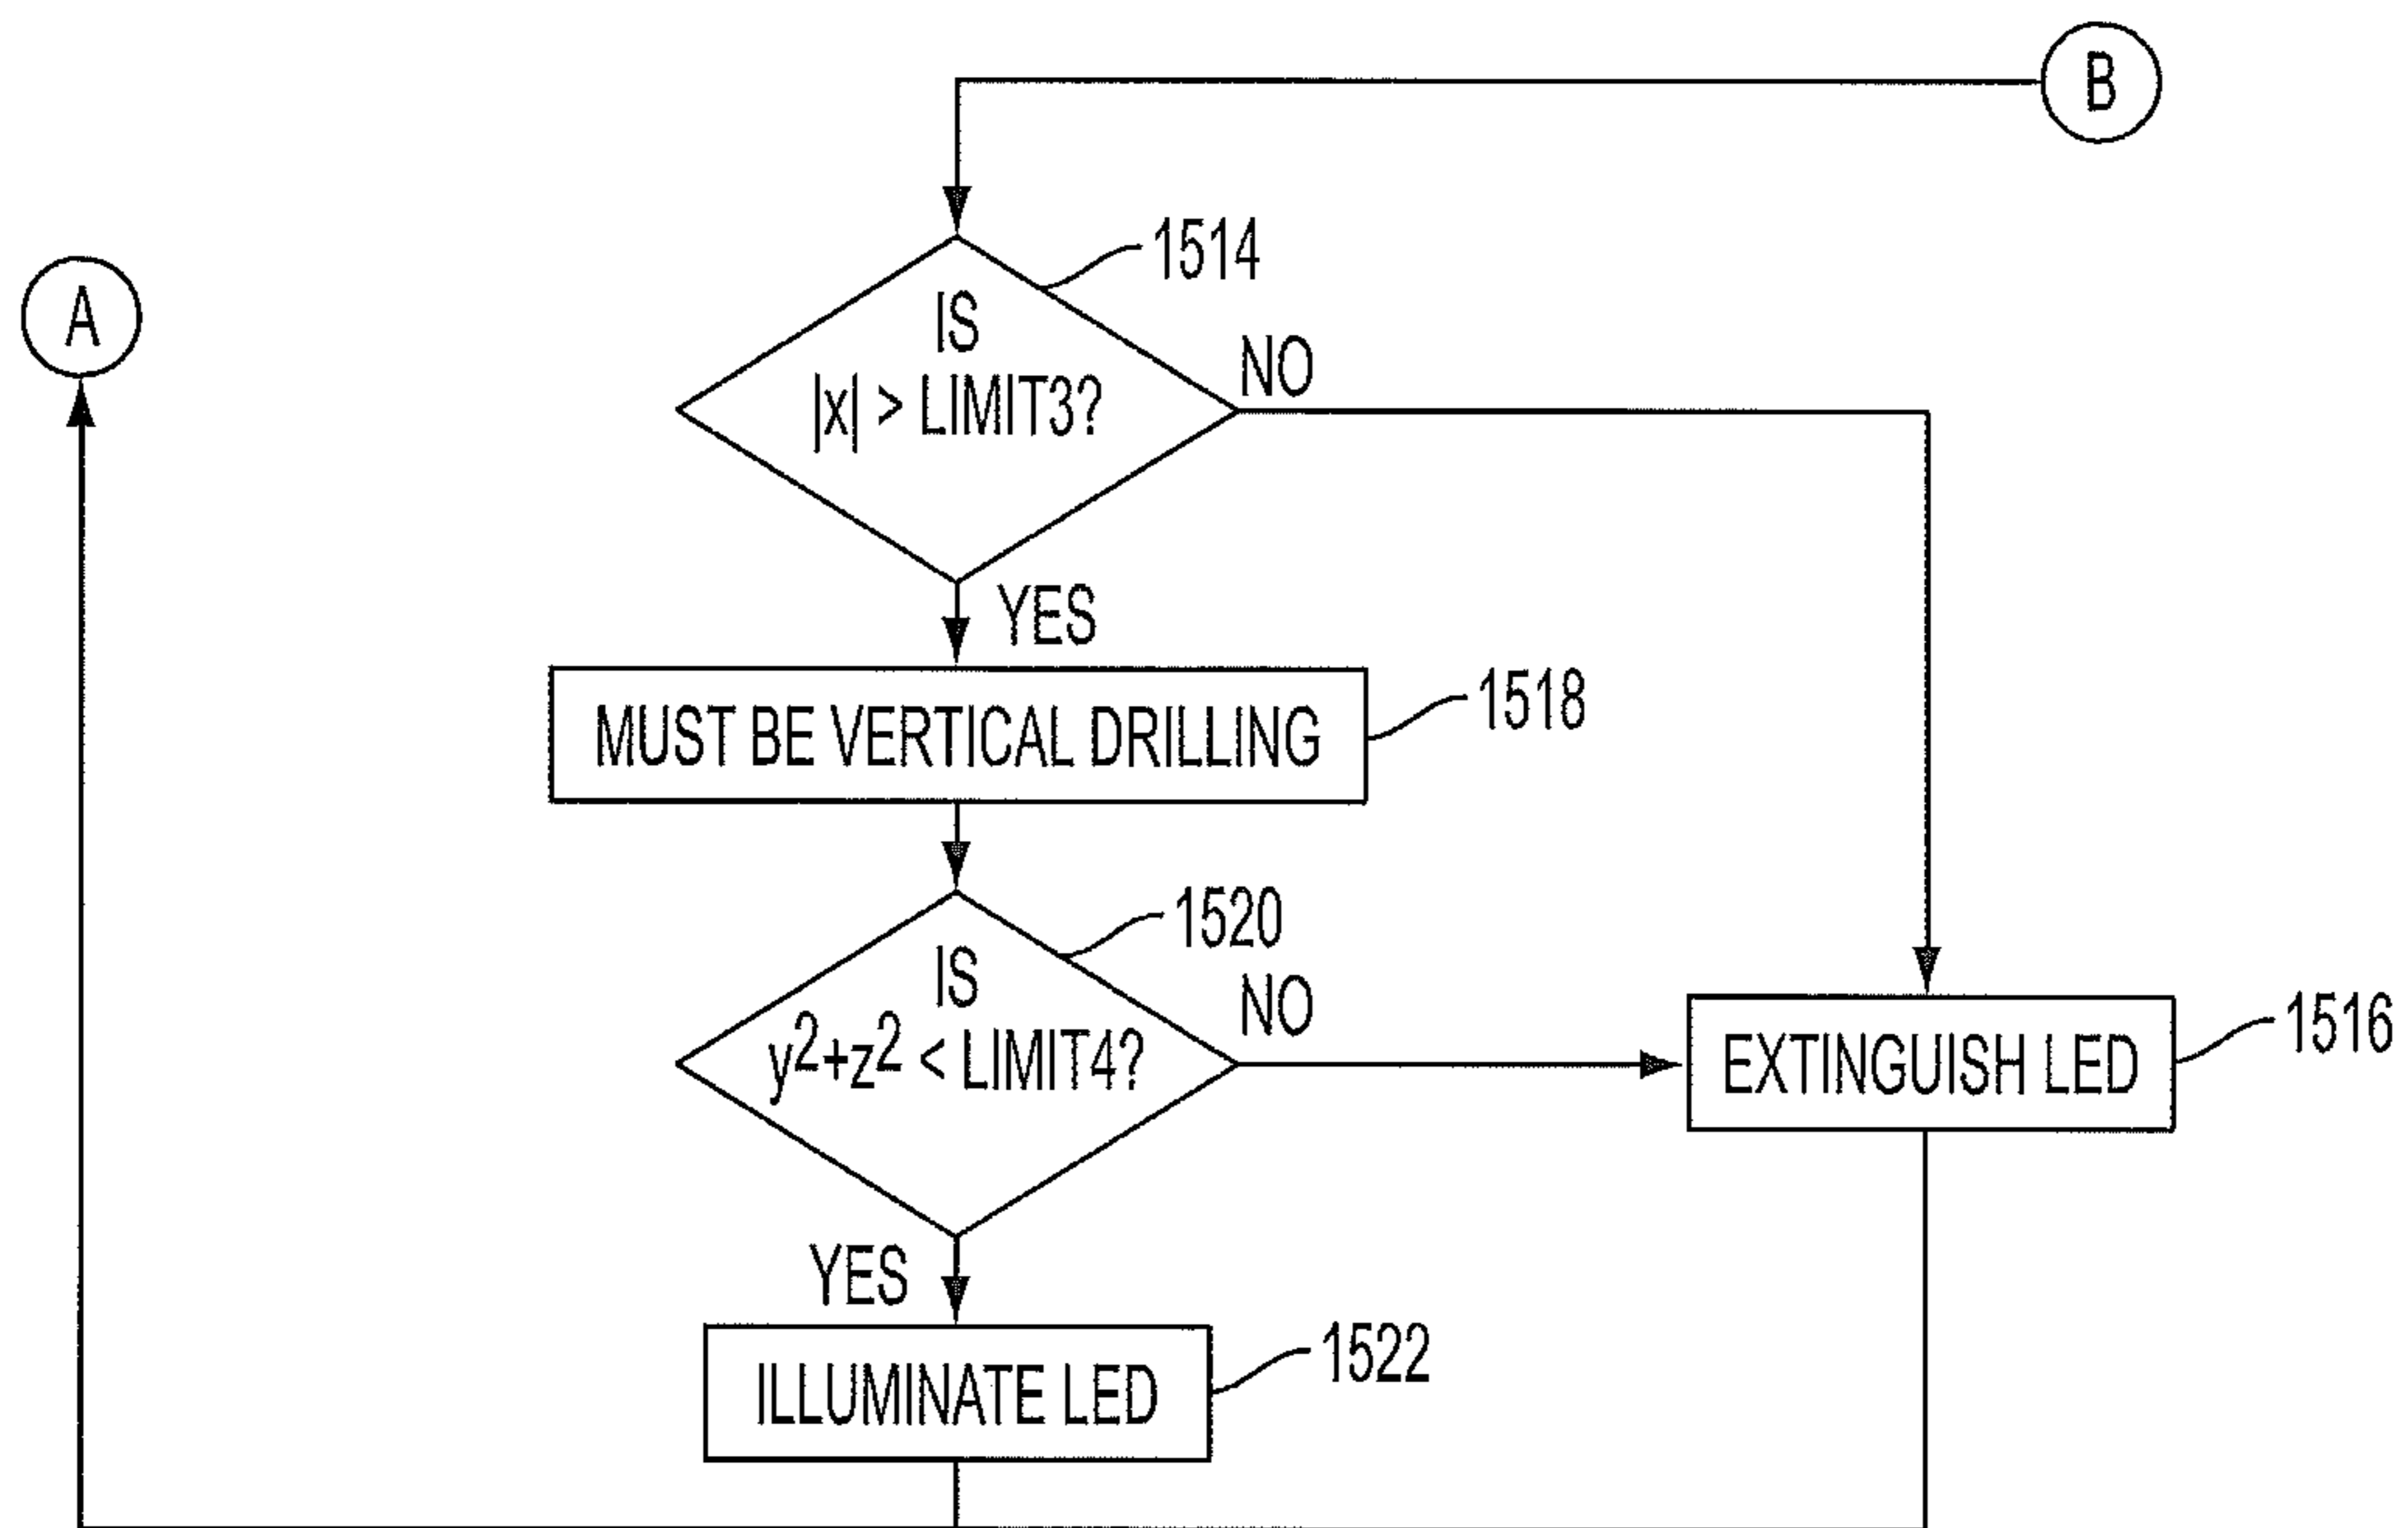 B
A
1514
IS
|x| > LIMIT3?
NO
YES
MUST BE VERTICAL DRILLING
1518
1520
IS
y²+z² < LIMIT4?
NO
EXTINGUISH LED
1516
YES
ILLUMINATE LED
1522